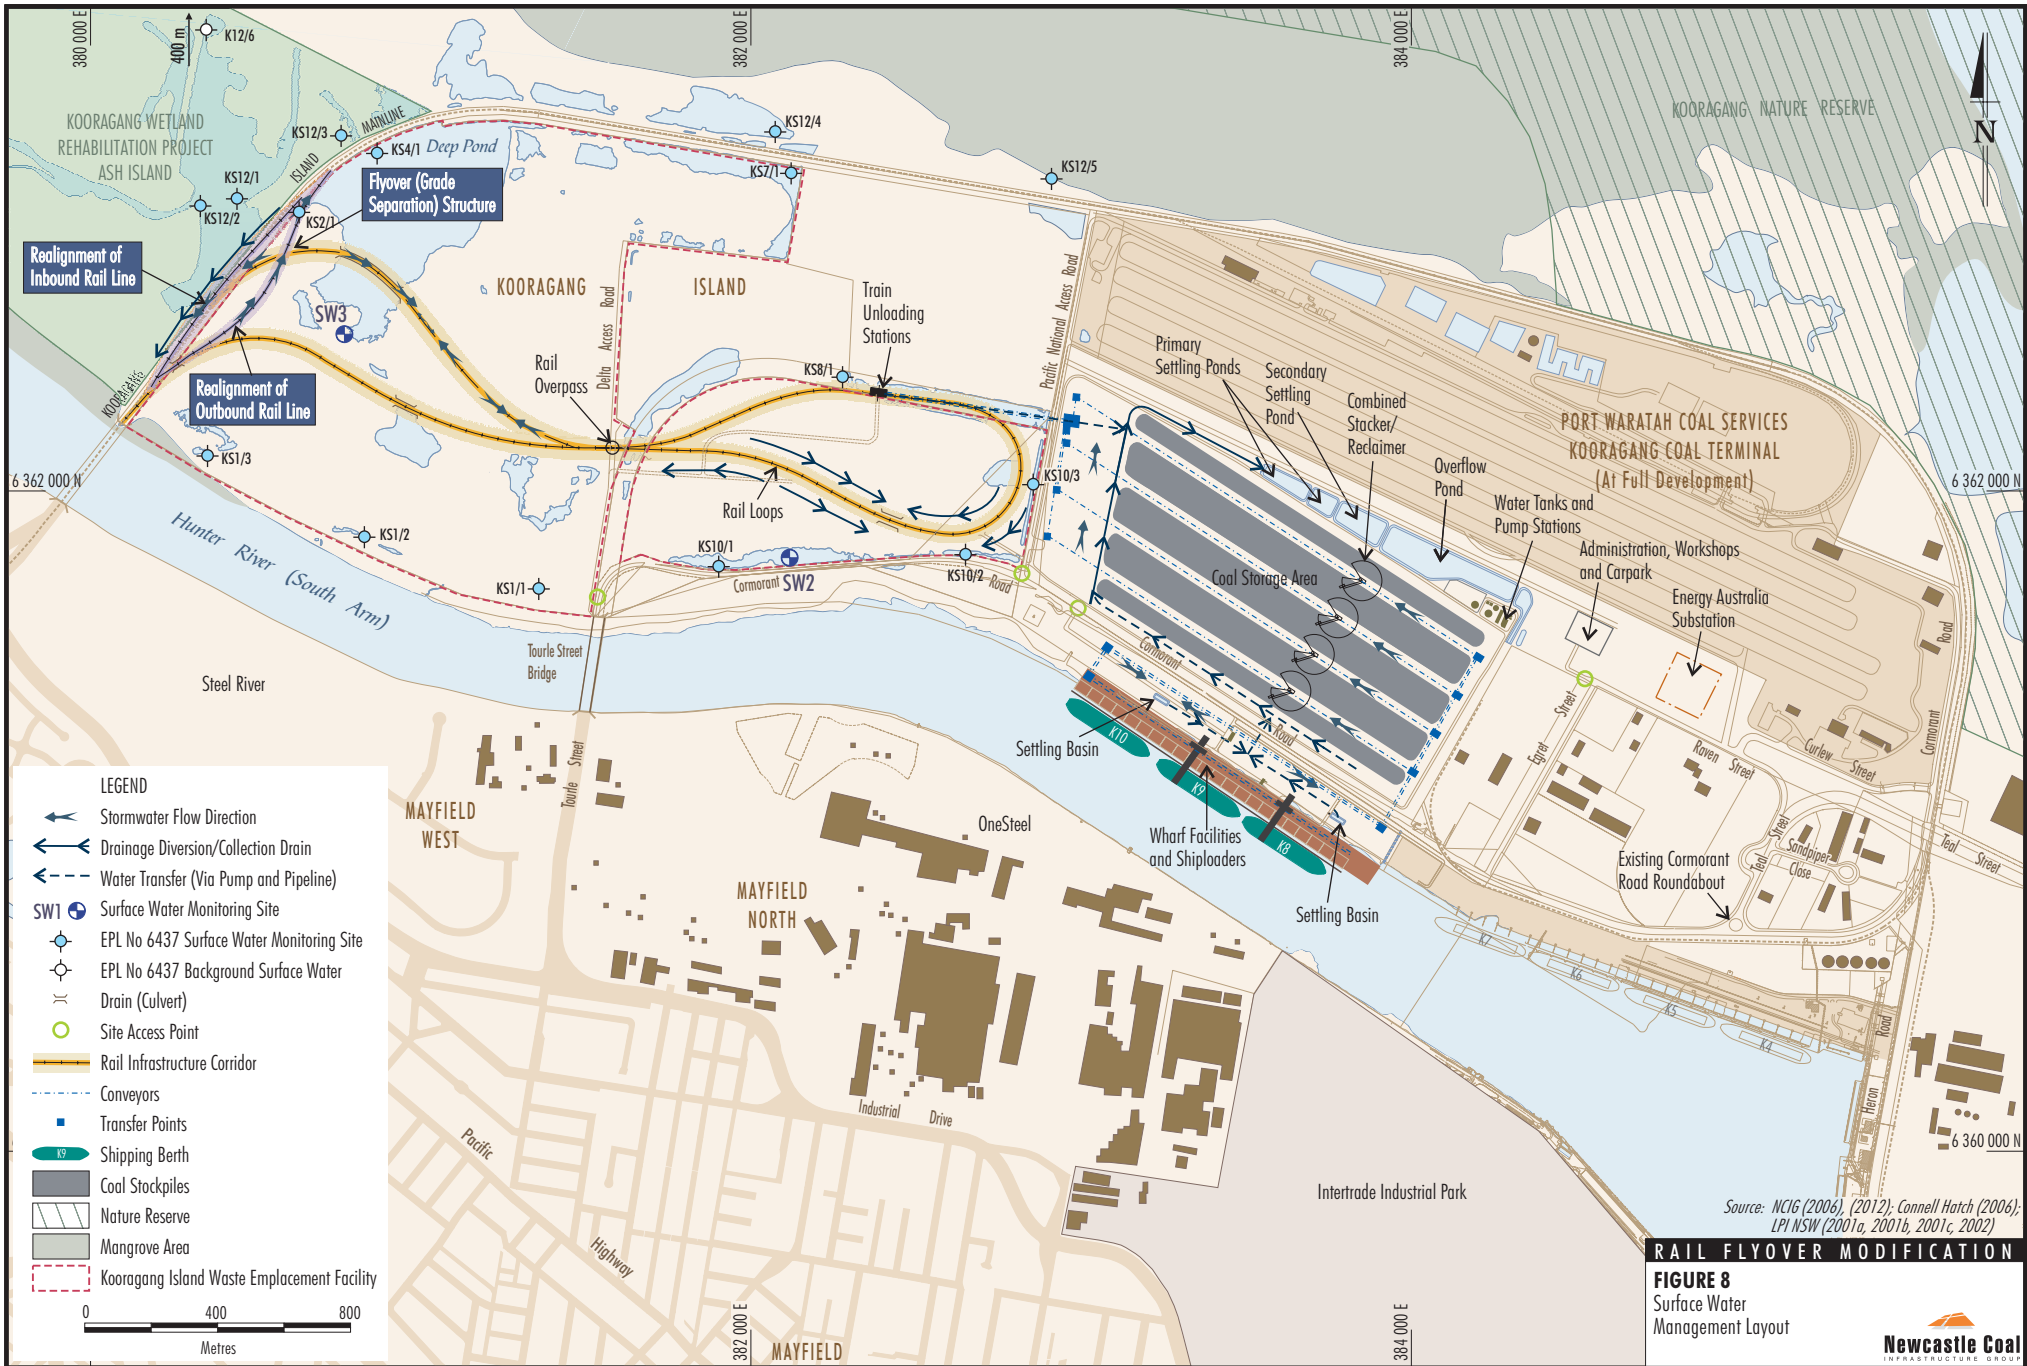 380 000 E
382 000 E
384 000 E
400 m
K12/6
KOORAGANG WETLAND
REHABILITATION PROJECT
ASH ISLAND
KOORAGANG NATURE RESERVE
N
KS12/3
MAINLINE
ISLAND
KOORAGANG
KS4/1
Deep Pond
KS12/4
KS7/1
KS12/5
KS12/1
KS12/2
KS2/1
Flyover (Grade
Separation) Structure
Realignment of
Inbound Rail Line
SW3
KOORAGANG
ISLAND
Delta Access Road
Pacific National Access Road
Train
Unloading
Stations
Rail
Overpass
KS8/1
Realignment of
Outbound Rail Line
KS1/3
KS1/2
KS1/1
Rail Loops
KS10/3
KS10/1
KS10/2
SW2
Cormorant
Road
6 362 000 N
6 362 000 N
Primary
Settling Ponds
Secondary
Settling
Pond
Combined
Stacker/
Reclaimer
Overflow
Pond
Water Tanks and
Pump Stations
Administration, Workshops
and Carpark
Energy Australia
Substation
PORT WARATAH COAL SERVICES
KOORAGANG COAL TERMINAL
(At Full Development)
Coal Storage Area
Hunter River (South Arm)
Tourle Street
Bridge
Steel River
Tourle Street
Cormorant
Road
Settling Basin
K10
K9
K8
Wharf Facilities
and Shiploaders
Settling Basin
Egret
Street
Raven
Street
Curlew
Street
Cormorant
Road
Teal
Street
Sandpiper
Close
Teal
Street
Existing Cormorant
Road Roundabout
K7
K6
K5
K4
Heron
Road
MAYFIELD
WEST
MAYFIELD
NORTH
OneSteel
Industrial
Drive
Pacific
Highway
MAYFIELD
Intertrade Industrial Park
6 360 000 N
LEGEND
Stormwater Flow Direction
Drainage Diversion/Collection Drain
Water Transfer (Via Pump and Pipeline)
SW1 Surface Water Monitoring Site
EPL No 6437 Surface Water Monitoring Site
EPL No 6437 Background Surface Water
Drain (Culvert)
Site Access Point
Rail Infrastructure Corridor
Conveyors
Transfer Points
K9 Shipping Berth
Coal Stockpiles
Nature Reserve
Mangrove Area
Kooragang Island Waste Emplacement Facility
0 400 800
Metres
382 000 E
384 000 E
Source: NCIG (2006), (2012); Connell Hatch (2006);
LPI NSW (2001a, 2001b, 2001c, 2002)
RAIL FLYOVER MODIFICATION
FIGURE 8
Surface Water
Management Layout
Newcastle Coal
INFRASTRUCTURE GROUP